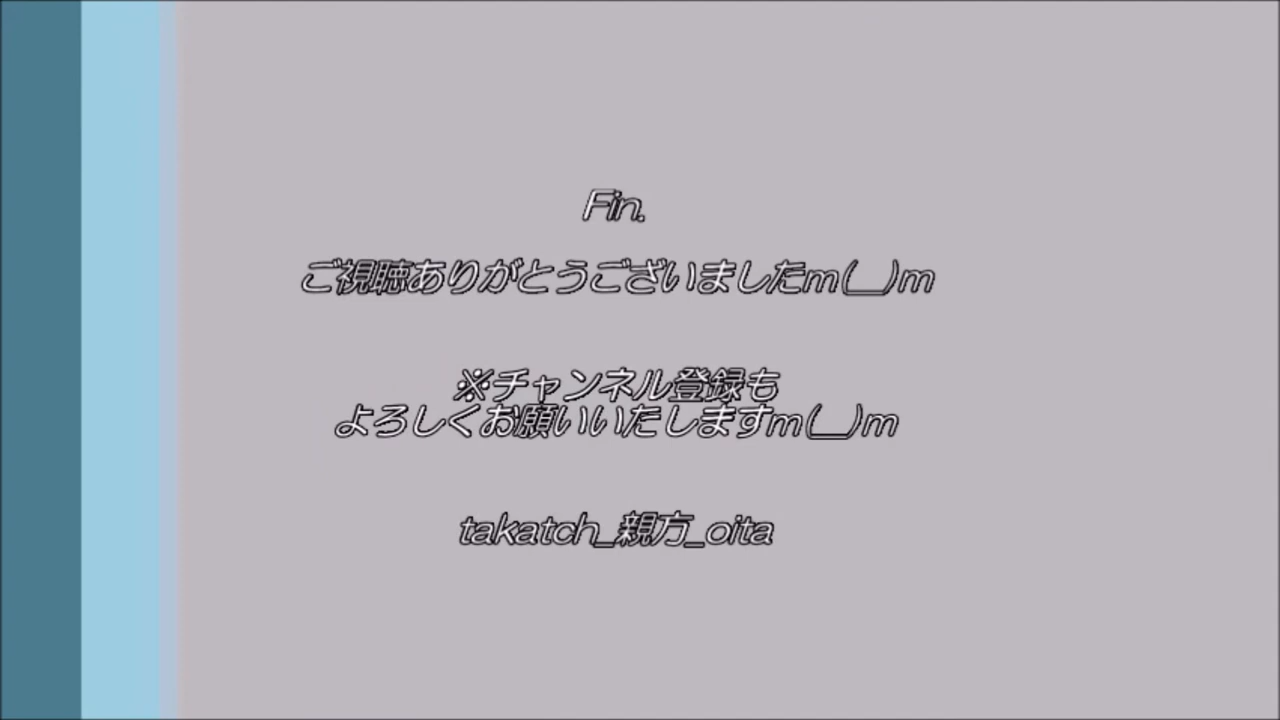 Fin.
ご視聴ありがとうございましたm(__)m
※チャンネル登録も
よろしくお願いいたしますm(__)m
takatch_親方_oita